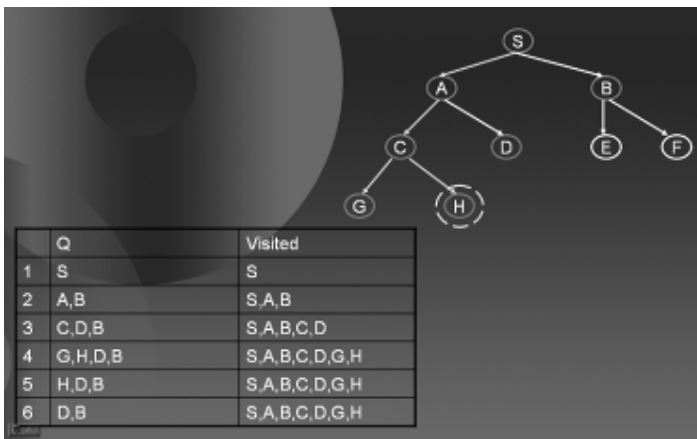 S
A B
C D E F
G H
Q Visited
1 S S
2 A,B S,A,B
3 C,D,B S,A,B,C,D
4 G,H,D,B S,A,B,C,D,G,H
5 H,D,B S,A,B,C,D,G,H
6 D,B S,A,B,C,D,G,H